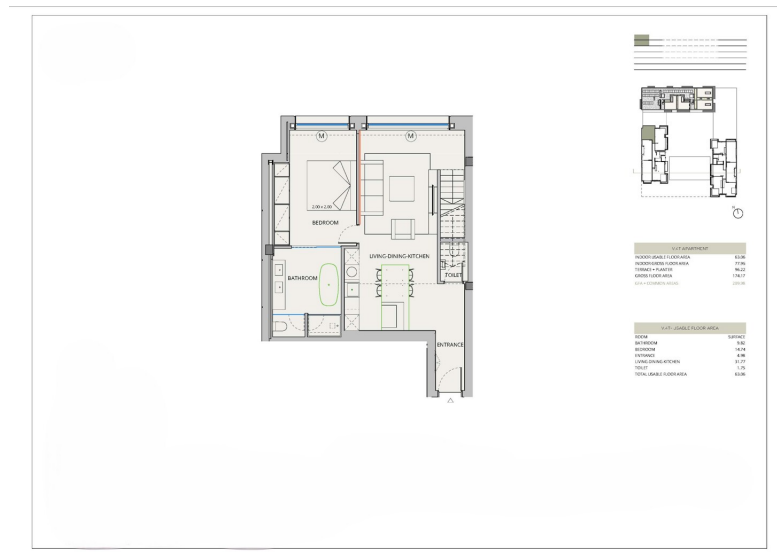 M
M
2.00 x 2.00
BEDROOM
LIVING-DINING-KITCHEN
BATHROOM
TOILET
ENTRANCE
N
APARTMENT
INDOOR USABLE FLOOR AREA 63.06
INDOOR GROSS FLOOR AREA 77.95
TERRACE + PLANTER 96.22
GROSS FLOOR AREA 174.17
USABLE FLOOR AREA
ROOM SURFACE
BATHROOM 9.82
BEDROOM 14.74
ENTRANCE 4.98
LIVING-DINING-KITCHEN 31.77
TOILET 1.75
TOTAL USABLE FLOOR AREA 63.06